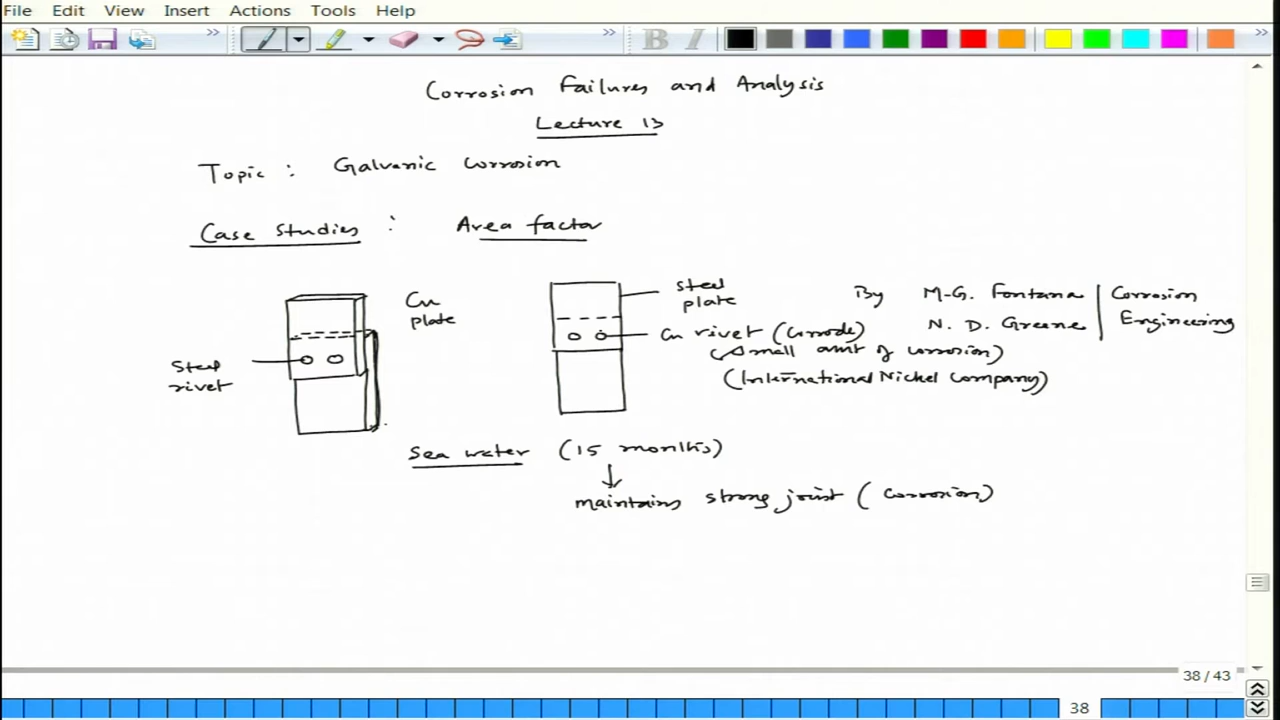 File Edit View Insert Actions Tools Help
Corrosion Failures and Analysis
Lecture 13
Topic : Galvanic Corrosion
Case Studies : Area factor
Cu
plate
Steel
rivet
Steel
plate
Cu rivet (Corrode)
(Small amt of corrosion)
(International Nickel Company)
By M.G. Fontana
N. D. Greene
Corrosion
Engineering
Sea water (15 months)
maintains strong joint (Corrosion)
38 / 43
38